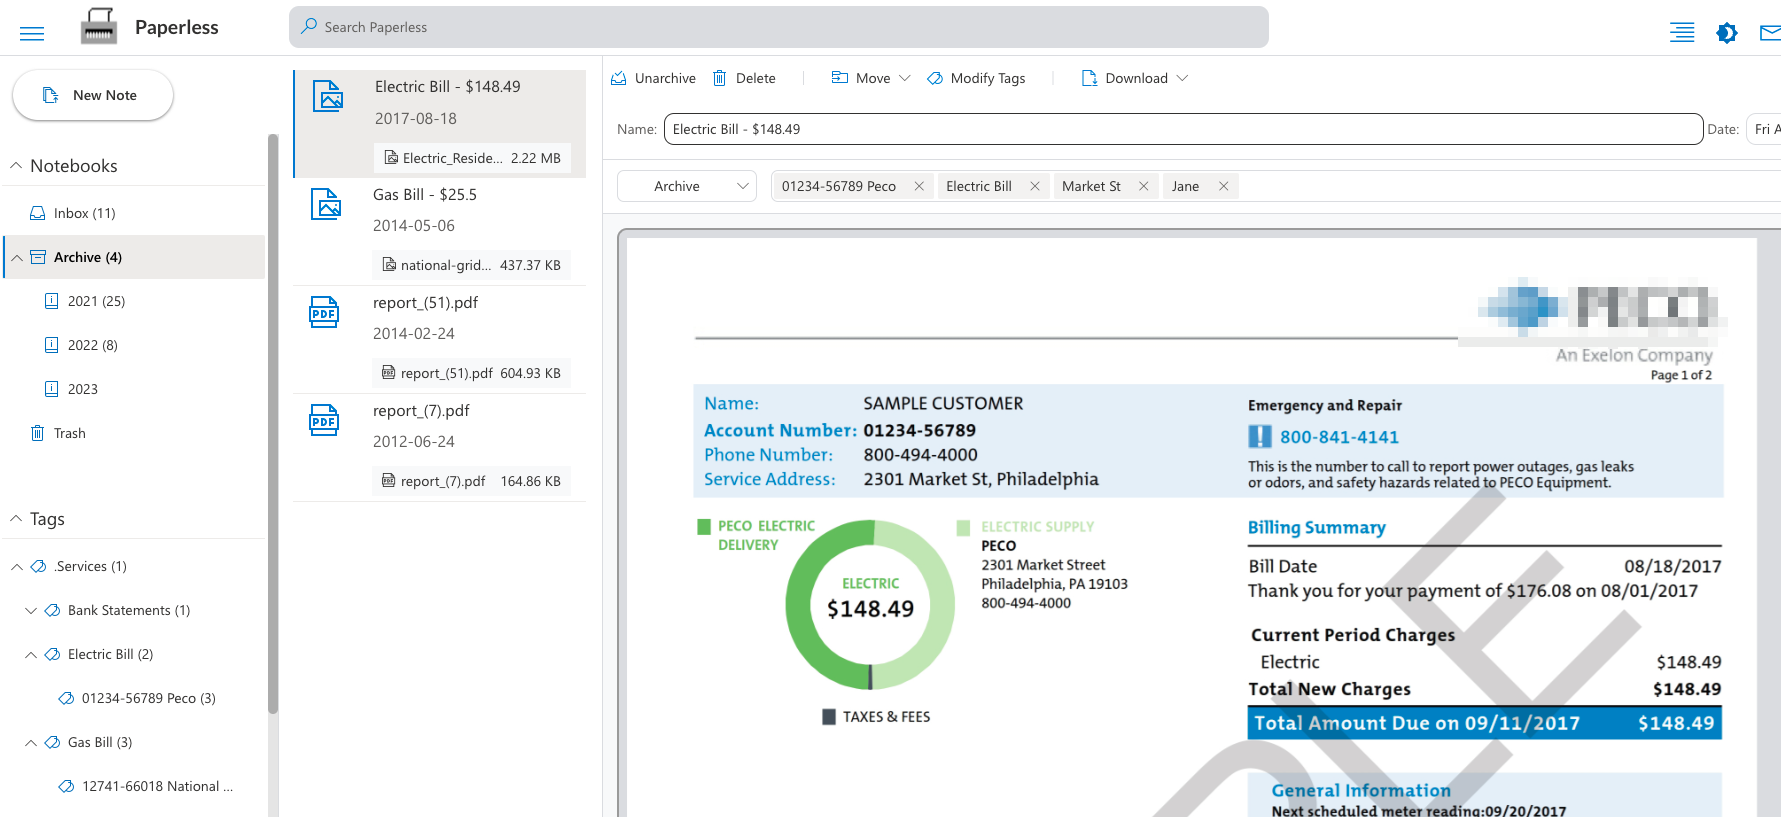 Paperless
Search Paperless
New Note
Notebooks
Inbox (11)
Archive (4)
2021 (25)
2022 (8)
2023
Trash
Tags
.Services (1)
Bank Statements (1)
Electric Bill (2)
01234-56789 Peco (3)
Gas Bill (3)
12741-66018 National ...
Electric Bill - $148.49
2017-08-18
Electric_Reside... 2.22 MB
Gas Bill - $25.5
2014-05-06
national-grid... 437.37 KB
report_(51).pdf
2014-02-24
report_(51).pdf 604.93 KB
report_(7).pdf
2012-06-24
report_(7).pdf 164.86 KB
Unarchive Delete Move Modify Tags Download
Name: Electric Bill - $148.49 Date: Fri A
Archive 01234-56789 Peco Electric Bill Market St Jane
PECO
An Exelon Company
Page 1 of 2
Name: SAMPLE CUSTOMER
Account Number: 01234-56789
Phone Number: 800-494-4000
Service Address: 2301 Market St, Philadelphia
Emergency and Repair
800-841-4141
This is the number to call to report power outages, gas leaks
or odors, and safety hazards related to PECO Equipment.
PECO ELECTRIC
DELIVERY
ELECTRIC
$148.49
TAXES & FEES
ELECTRIC SUPPLY
PECO
2301 Market Street
Philadelphia, PA 19103
800-494-4000
Billing Summary
Bill Date 08/18/2017
Thank you for your payment of $176.08 on 08/01/2017
Current Period Charges
Electric $148.49
Total New Charges $148.49
Total Amount Due on 09/11/2017 $148.49
General Information
Next scheduled meter reading:09/20/2017